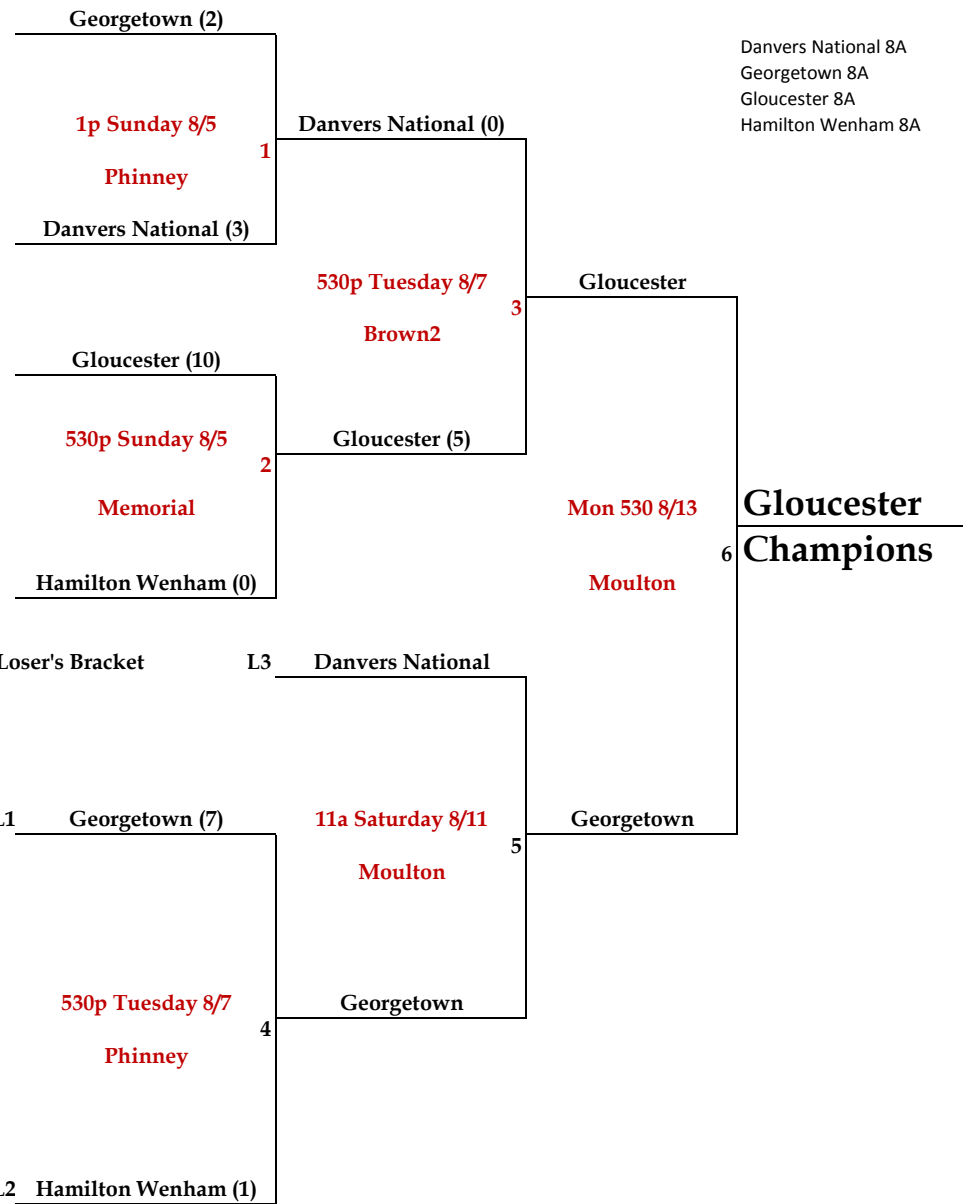 Georgetown (2)
Danvers National 8A
Georgetown 8A
Gloucester 8A
Hamilton Wenham 8A
1p Sunday 8/5
Danvers National (0)
1
Phinney
Danvers National (3)
530p Tuesday 8/7
Gloucester
3
Brown2
Gloucester (10)
530p Sunday 8/5
Gloucester (5)
2
Memorial
Mon 530 8/13
Gloucester
6 Champions
Hamilton Wenham (0)
Moulton
Loser's Bracket
L3 Danvers National
L1 Georgetown (7)
11a Saturday 8/11
Georgetown
5
Moulton
530p Tuesday 8/7
Georgetown
4
Phinney
L2 Hamilton Wenham (1)